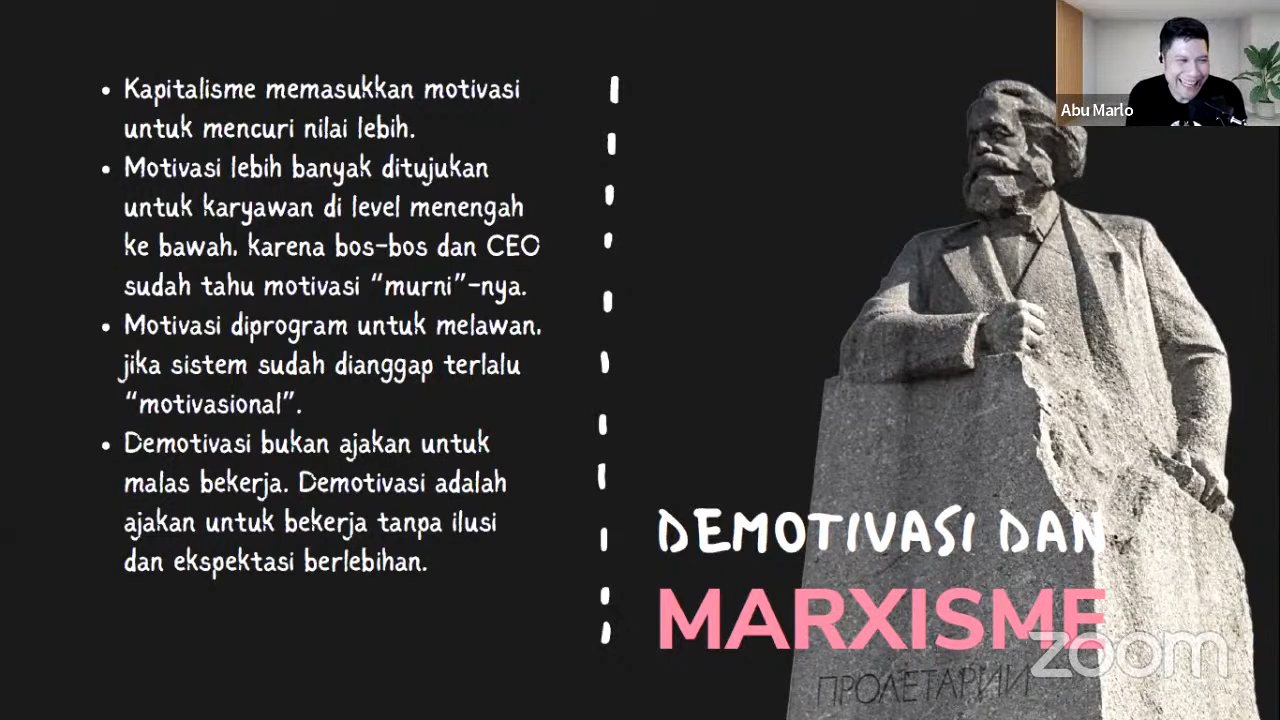 Kapitalisme memasukkan motivasi
untuk mencuri nilai lebih.
Motivasi lebih banyak ditujukan
untuk karyawan di level menengah
ke bawah, karena bos-bos dan CEO
sudah tahu motivasi “murni”-nya.
Motivasi diprogram untuk melawan,
jika sistem sudah dianggap terlalu
“motivasional”.
Demotivasi bukan ajakan untuk
malas bekerja. Demotivasi adalah
ajakan untuk bekerja tanpa ilusi
dan ekspektasi berlebihan.
Abu Marlo
DEMOTIVASI DAN
MARXISME
zoom
ПРОЛЕТАРИИ